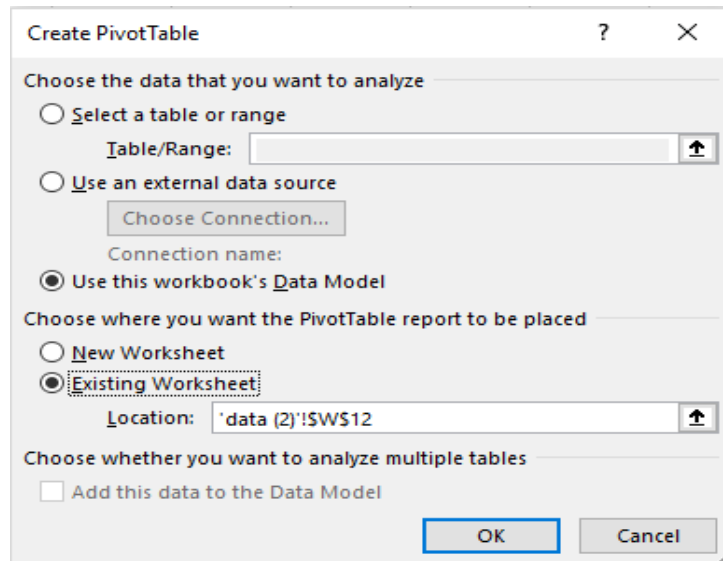 Create PivotTable ? ×
Choose the data that you want to analyze
Select a table or range
Table/Range:
Use an external data source
Choose Connection...
Connection name:
Use this workbook's Data Model
Choose where you want the PivotTable report to be placed
New Worksheet
Existing Worksheet
Location: 'data (2)'!$W$12
Choose whether you want to analyze multiple tables
Add this data to the Data Model
OK Cancel